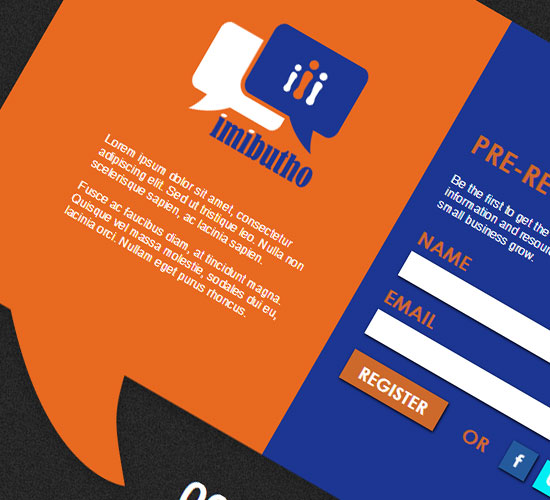 imibutho
Lorem ipsum dolor sit amet, consectetur
adipiscing elit. Sed ut tristique leo. Nulla non
scelerisque sapien, ac lacinia sapien.
Fusce ac faucibus diam, at tincidunt magna.
Quisque vel massa molestie, sodales dui eu,
lacinia orci. Nullam eget purus rhoncus.
PRE-RE
Be the first to get the
information and resour
small business grow.
NAME
EMAIL
REGISTER
OR
f